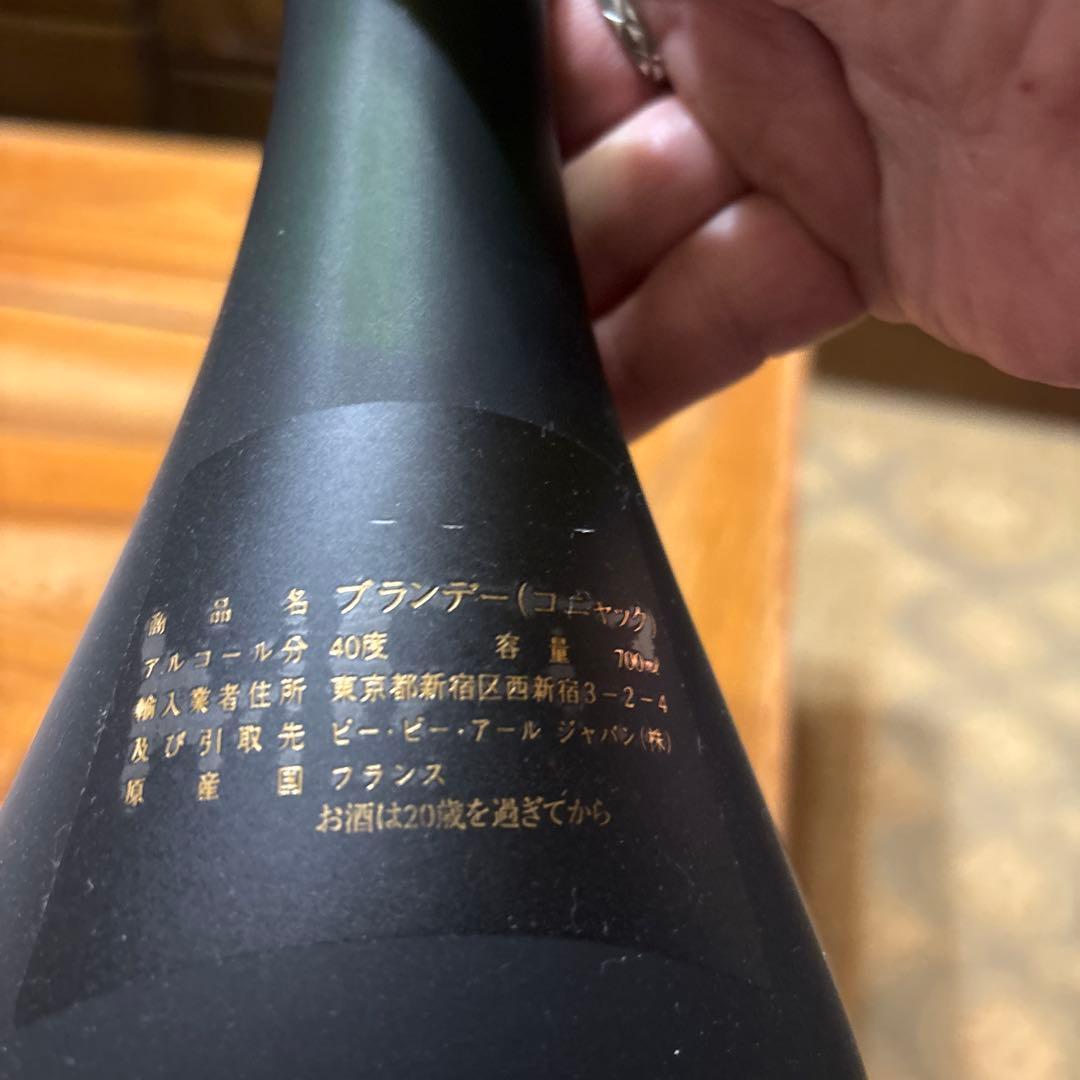 商品名 ブランデー(コニャック)
アルコール分 40度 容量 700ml
輸入業者住所 東京都新宿区西新宿3-2-4
及び引取先 ビー・ビー・アール ジャパン(株)
原産国 フランス
お酒は20歳を過ぎてから